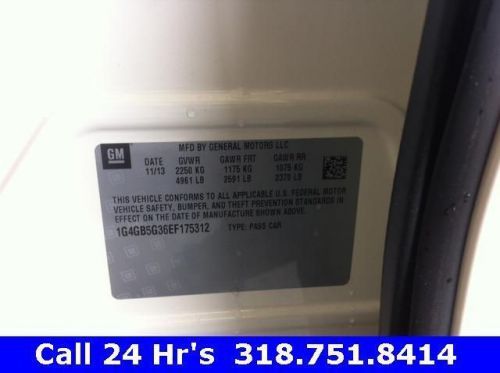 GM
MFD BY GENERAL MOTORS LLC
DATE GVWR GAWR FRT GAWR RR
11/13 2250 KG 1175 KG 1075 KG
4961 LB 2591 LB 2370 LB
THIS VEHICLE CONFORMS TO ALL APPLICABLE U.S. FEDERAL MOTOR
VEHICLE SAFETY, BUMPER, AND THEFT PREVENTION STANDARDS
IN EFFECT ON THE DATE OF MANUFACTURE SHOWN ABOVE.
1G4GB5G36EF175312 TYPE: PASS CAR
Call 24 Hr's 318.751.8414